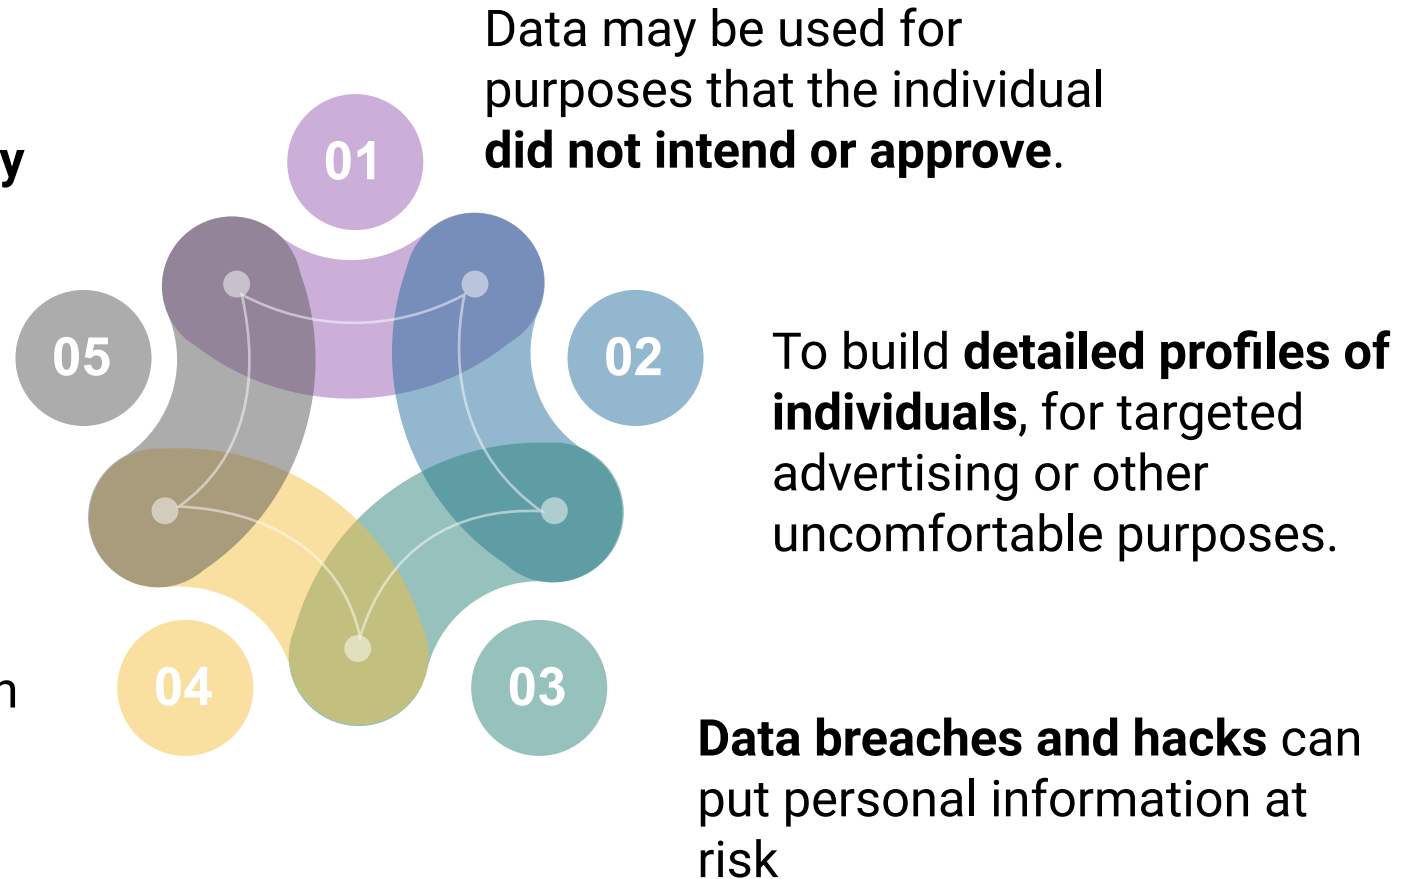 Data may be used for
purposes that the individual
did not intend or approve.
01
y
05
02
To build detailed profiles of
individuals, for targeted
advertising or other
uncomfortable purposes.
04
03
n
Data breaches and hacks can
put personal information at
risk